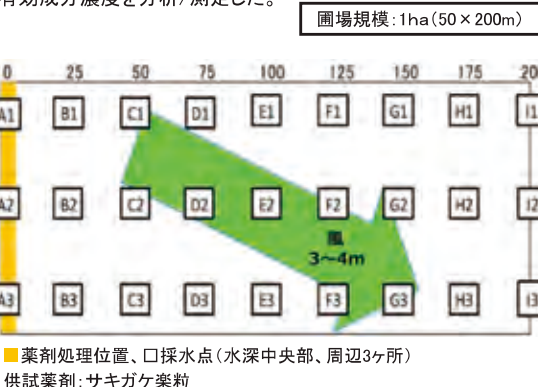 有効成分濃度を分析/測定した。
圃場規模:1ha(50×200m)
0 25 50 75 100 125 150 175 200
A1 B1 C1 D1 E1 F1 G1 H1 I1
A2 B2 C2 D2 E2 F2 G2 H2 I2
風
3～4m
A3 B3 C3 D3 E3 F3 G3 H3 I3
■薬剤処理位置、□採水点(水深中央部、周辺3ヶ所)
供試薬剤:サキガケ楽粒